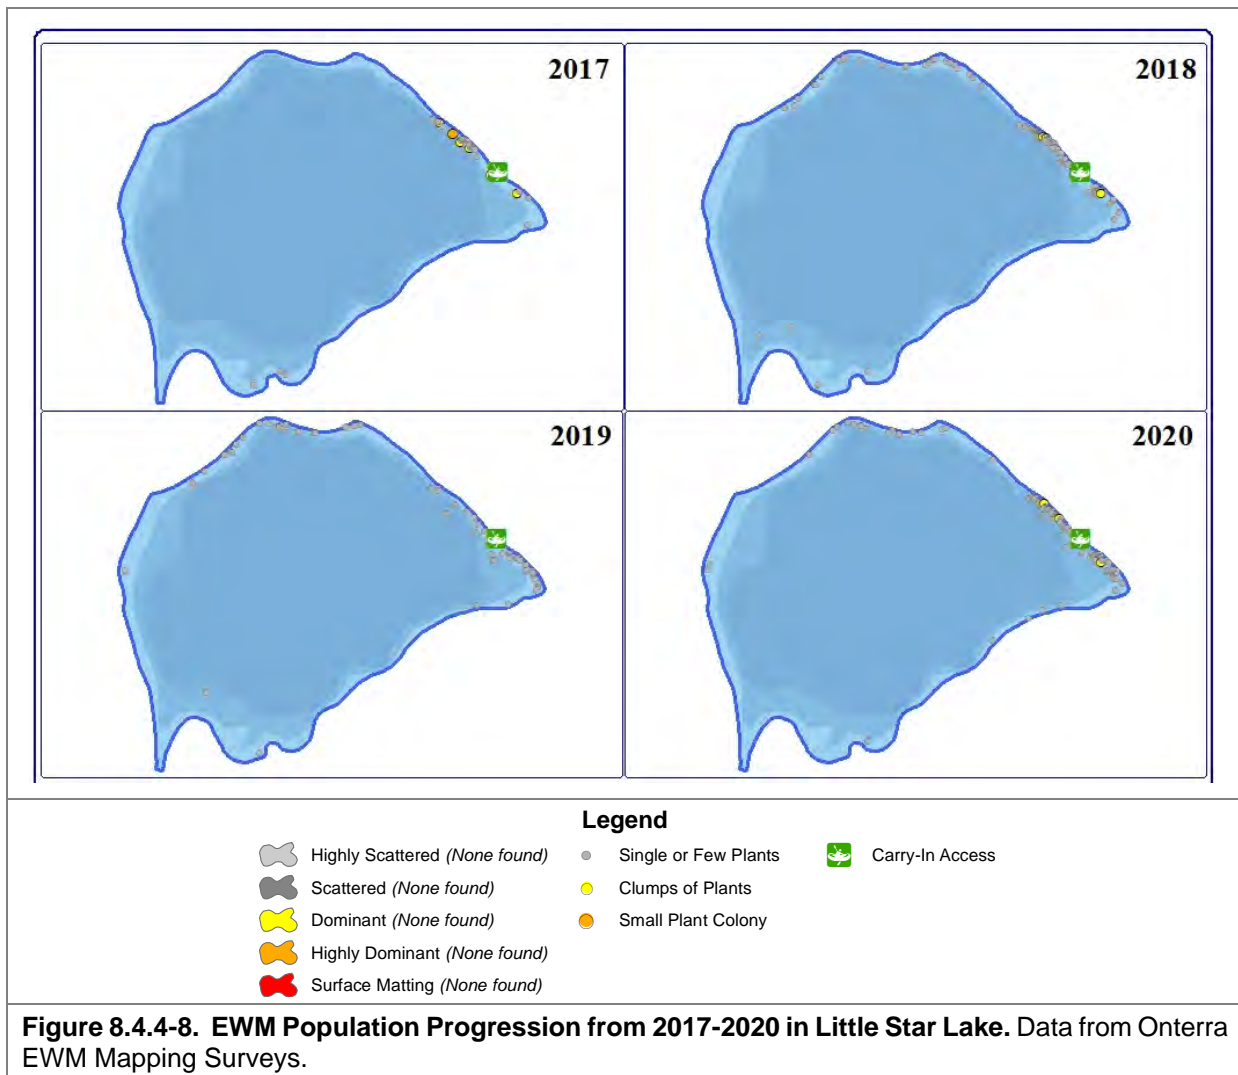 2017
2018
2019
2020
Legend
Highly Scattered (None found)
Single or Few Plants
Carry-In Access
Scattered (None found)
Clumps of Plants
Dominant (None found)
Small Plant Colony
Highly Dominant (None found)
Surface Matting (None found)
Figure 8.4.4-8. EWM Population Progression from 2017-2020 in Little Star Lake. Data from Onterra
EWM Mapping Surveys.